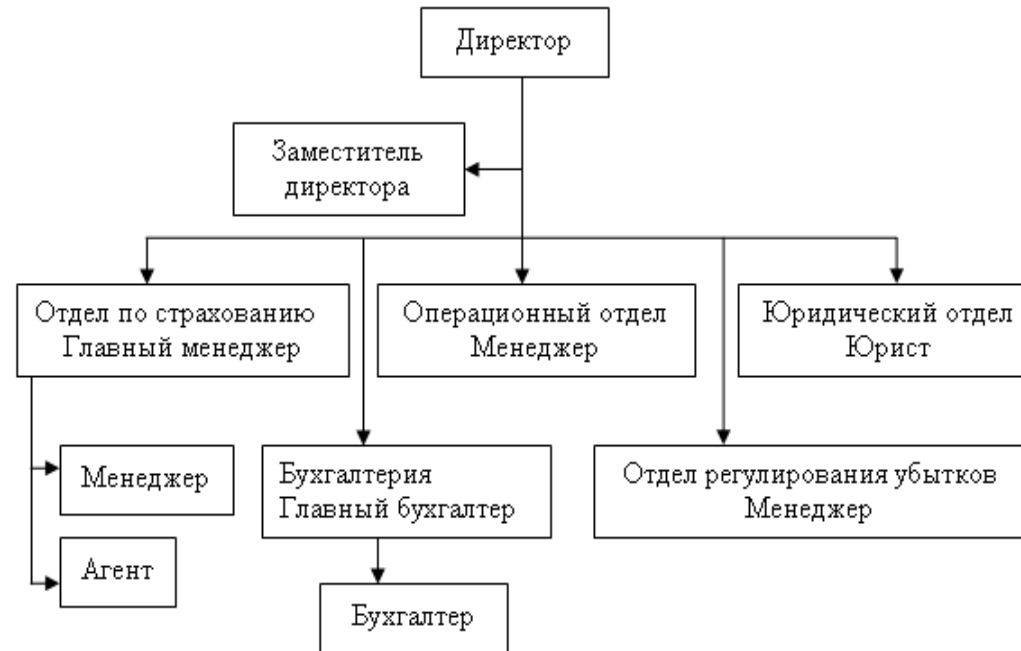 Директор
Заместитель
директора
Отдел по страхованию
Главный менеджер
Операционный отдел
Менеджер
Юридический отдел
Юрист
Менеджер
Агент
Бухгалтерия
Главный бухгалтер
Бухгалтер
Отдел регулирования убытков
Менеджер